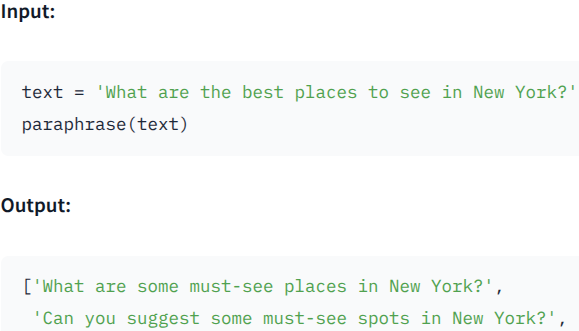 Input:
text = 'What are the best places to see in New York?'
paraphrase(text)
Output:
['What are some must-see places in New York?',
'Can you suggest some must-see spots in New York?',